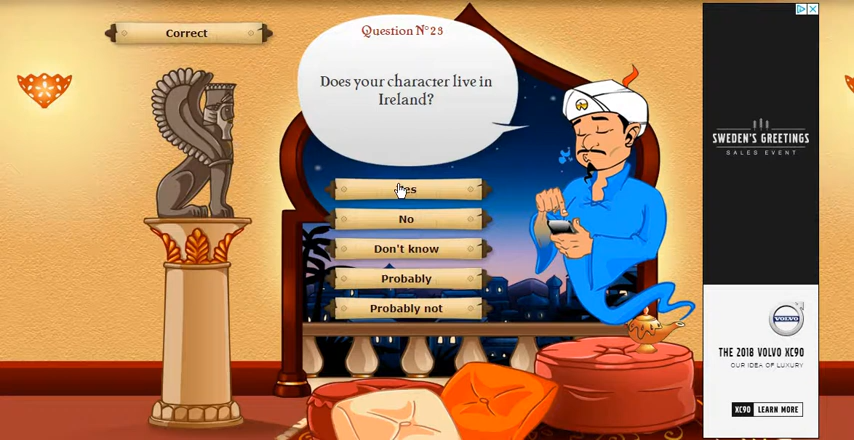 Correct
Question N°23
Does your character live in
Ireland?
No
Don't know
Probably
Probably not
SWEDEN'S GREETINGS
SALES EVENT
VOLVO
THE 2018 VOLVO XC90
OUR IDEA OF LUXURY
XC90 LEARN MORE